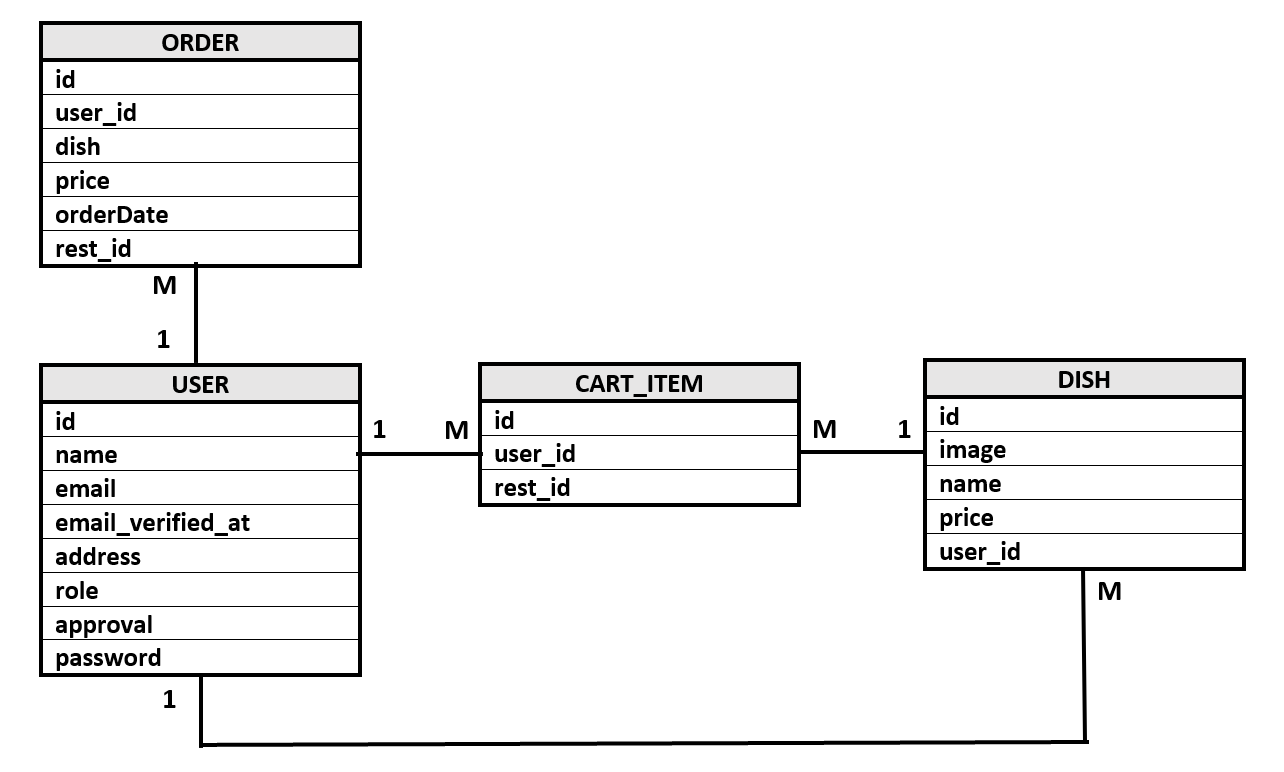 ORDER
id
user_id
dish
price
orderDate
rest_id
M
1
USER
id
name
email
email_verified_at
address
role
approval
password
1
M
CART_ITEM
id
user_id
rest_id
M
1
DISH
id
image
name
price
user_id
M
1